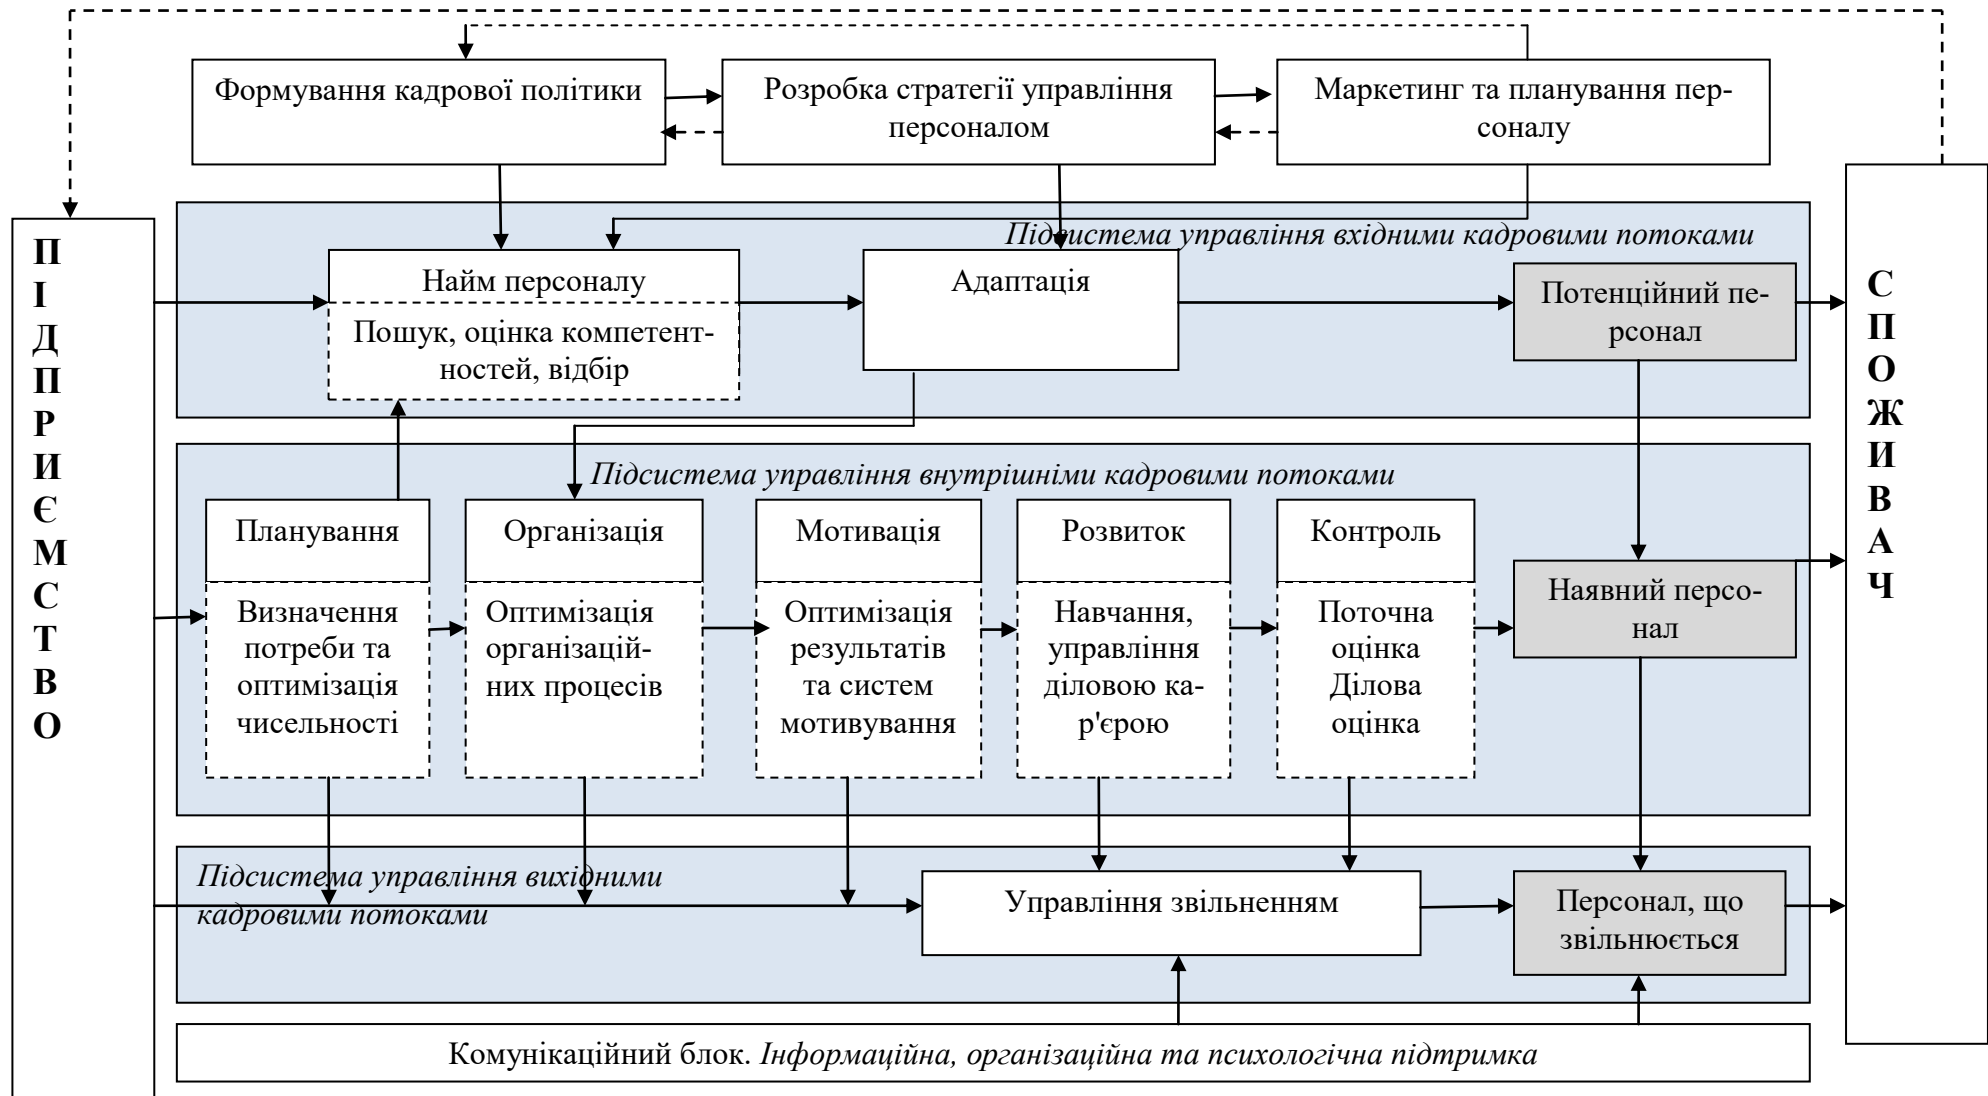 Формування кадрової політики
Розробка стратегії управління
персоналом
Маркетинг та планування пер-
соналу
П
І
Д
П
Р
И
Є
М
С
Т
В
О
Підсистема управління вхідними кадровими потоками
Найм персоналу
Пошук, оцінка компетент-
ностей, відбір
Адаптація
Потенційний пе-
рсонал
С
П
О
Ж
И
В
А
Ч
Підсистема управління внутрішніми кадровими потоками
Планування
Визначення
потреби та
оптимізація
чисельності
Організація
Оптимізація
організацій-
них процесів
Мотивація
Оптимізація
результатів
та систем
мотивування
Розвиток
Навчання,
управління
діловою ка-
р'єрою
Контроль
Поточна
оцінка
Ділова
оцінка
Наявний персо-
нал
Підсистема управління вихідними
кадровими потоками
Управління звільненням
Персонал, що
звільнюється
Комунікаційний блок. Інформаційна, організаційна та психологічна підтримка